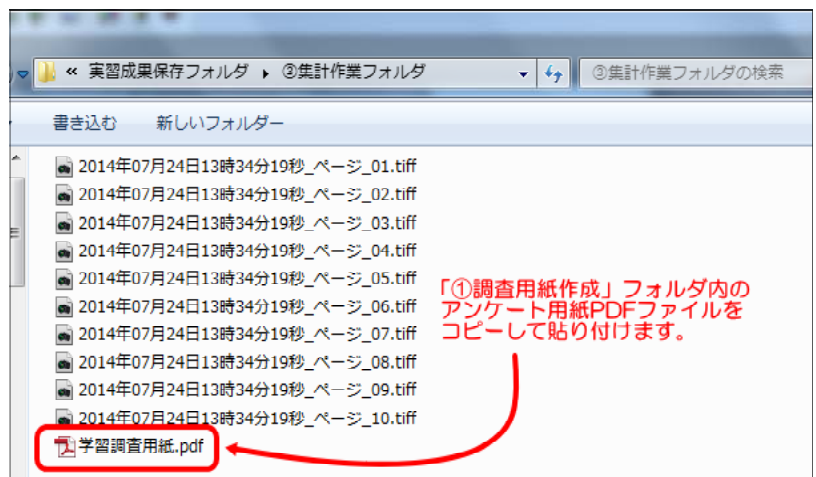 « 実習成果保存フォルダ ▸ ③集計作業フォルダ
③集計作業フォルダの検索
書き込む 新しいフォルダー
2014年07月24日13時34分19秒_ページ_01.tiff
2014年07月24日13時34分19秒_ページ_02.tiff
2014年07月24日13時34分19秒_ページ_03.tiff
2014年07月24日13時34分19秒_ページ_04.tiff
2014年07月24日13時34分19秒_ページ_05.tiff
2014年07月24日13時34分19秒_ページ_06.tiff
2014年07月24日13時34分19秒_ページ_07.tiff
2014年07月24日13時34分19秒_ページ_08.tiff
2014年07月24日13時34分19秒_ページ_09.tiff
2014年07月24日13時34分19秒_ページ_10.tiff
学習調査用紙.pdf
「①調査用紙作成」フォルダ内の
アンケート用紙PDFファイルを
コピーして貼り付けます。